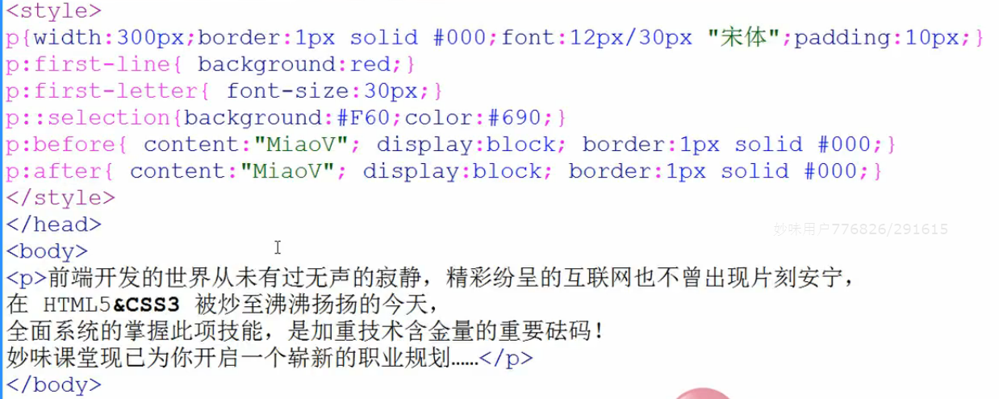 <style>
p{width:300px;border:1px solid #000;font:12px/30px "宋体";padding:10px;}
p:first-line{ background:red;}
p:first-letter{ font-size:30px;}
p::selection{background:#F60;color:#690;}
p:before{ content:"MiaoV"; display:block; border:1px solid #000;}
p:after{ content:"MiaoV"; display:block; border:1px solid #000;}
</style>
</head>
妙味用户776826/291615
<body>
<p>前端开发的世界从未有过无声的寂静，精彩纷呈的互联网也不曾出现片刻安宁，
在 HTML5&CSS3 被炒至沸沸扬扬的今天，
全面系统的掌握此项技能，是加重技术含金量的重要砝码！
妙味课堂现已为你开启一个崭新的职业规划……</p>
</body>